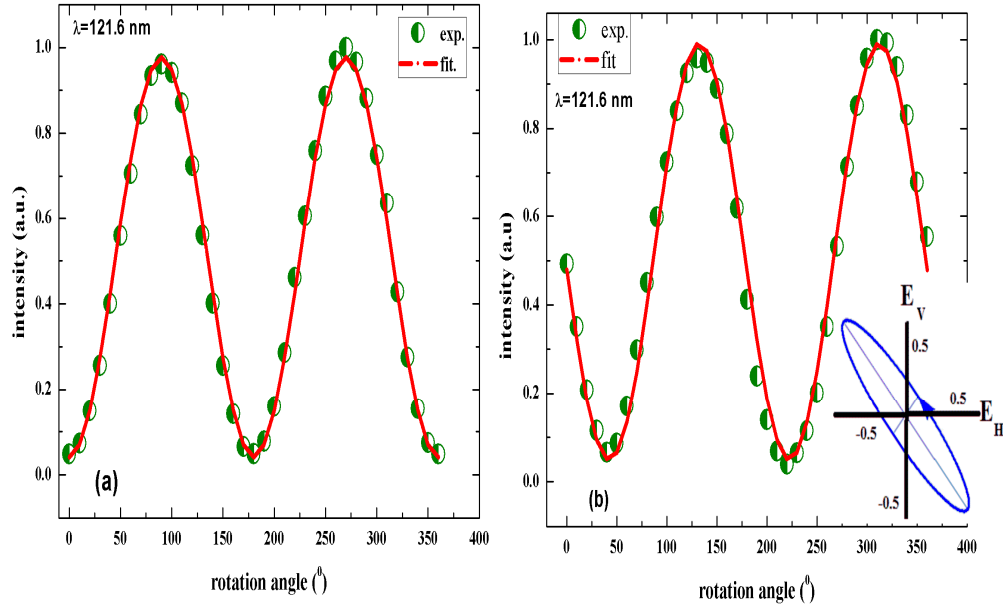 λ=121.6 nm
exp.
fit.
intensity (a.u.)
1.0
0.8
0.6
0.4
0.2
0.0
(a)
0 50 100 150 200 250 300 350 400
rotation angle (⁰)
exp.
fit
λ=121.6 nm
intensity (a.u)
1.0
0.8
0.6
0.4
0.2
0.0
(b)
E_V
0.5
0.5
E_H
-0.5
-0.5
0 50 100 150 200 250 300 350 400
rotation angle (⁰)